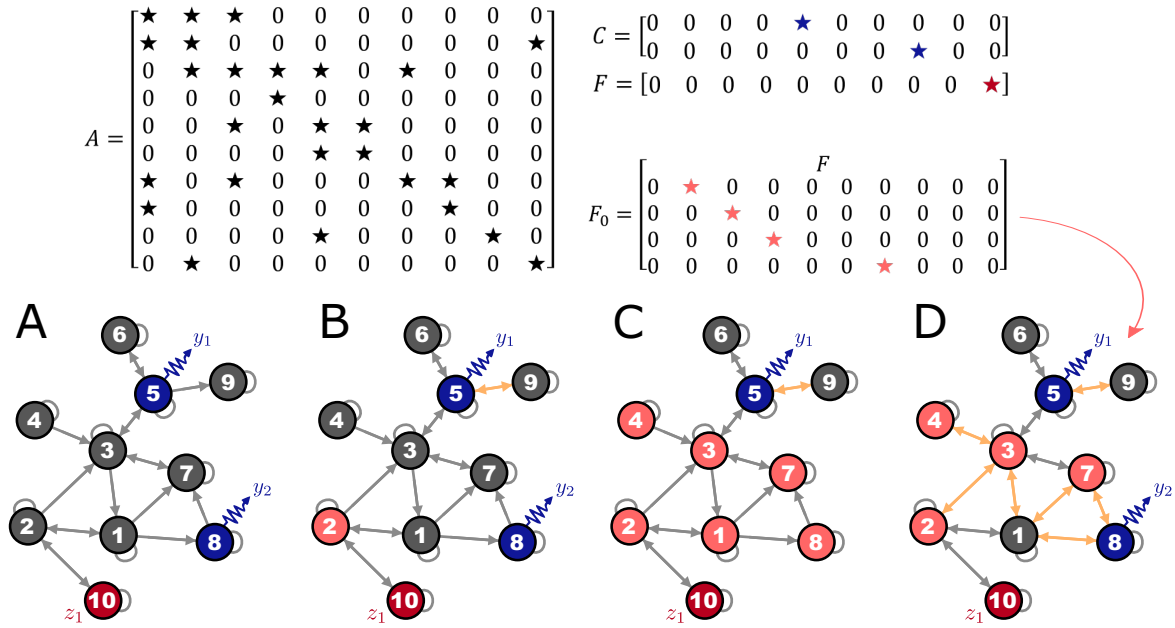 A =
★ ★ ★ 0 0 0 0 0 0 0
★ ★ 0 0 0 0 0 0 0 ★
0 ★ ★ ★ ★ 0 ★ 0 0 0
0 0 0 ★ 0 0 0 0 0 0
0 0 ★ 0 ★ ★ 0 0 0 0
0 0 0 0 ★ ★ 0 0 0 0
★ 0 ★ 0 0 0 ★ ★ 0 0
★ 0 0 0 0 0 0 ★ 0 0
0 0 0 0 ★ 0 0 0 ★ 0
0 ★ 0 0 0 0 0 0 0 ★
C =
[0 0 0 0 ★ 0 0 0 0 0]
[0 0 0 0 0 0 0 ★ 0 0]
F = [0 0 0 0 0 0 0 0 0 ★]
F₀ =
F
0 ★ 0 0 0 0 0 0 0 0
0 0 ★ 0 0 0 0 0 0 0
0 0 0 ★ 0 0 0 0 0 0
0 0 0 0 0 0 ★ 0 0 0
A
6
y₁
5
9
4
3
7
y₂
2
1
8
z₁
10
B
6
y₁
5
9
4
3
7
y₂
2
1
8
z₁
10
C
6
y₁
5
9
4
3
7
2
1
8
z₁
10
D
6
y₁
5
9
4
3
7
y₂
2
1
8
z₁
10